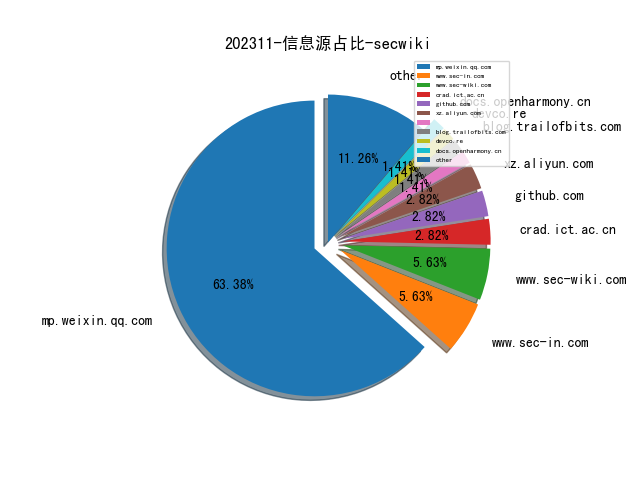 202311-信息源占比-secwiki
mp.weixin.qq.com
www.sec-in.com
www.sec-wiki.com
crad.ict.ac.cn
github.com
xz.aliyun.com
blog.trailofbits.com
devco.re
docs.openharmony.cn
other
other
docs.openharmony.cn
devco.re
blog.trailofbits.com
xz.aliyun.com
github.com
crad.ict.ac.cn
www.sec-wiki.com
www.sec-in.com
mp.weixin.qq.com
11.26%
1.41%
1.41%
1.41%
1.41%
2.82%
2.82%
2.82%
5.63%
5.63%
63.38%